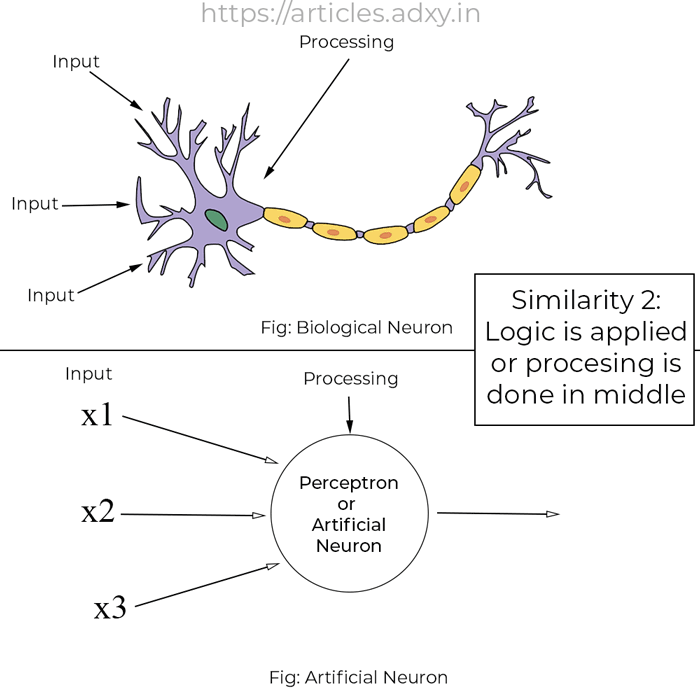 https://articles.adxy.in
Processing
Input
Input
Input
Fig: Biological Neuron
Similarity 2:
Logic is applied
or procesing is
done in middle
Input
Processing
x1
x2
x3
Perceptron
or
Artificial
Neuron
Fig: Artificial Neuron